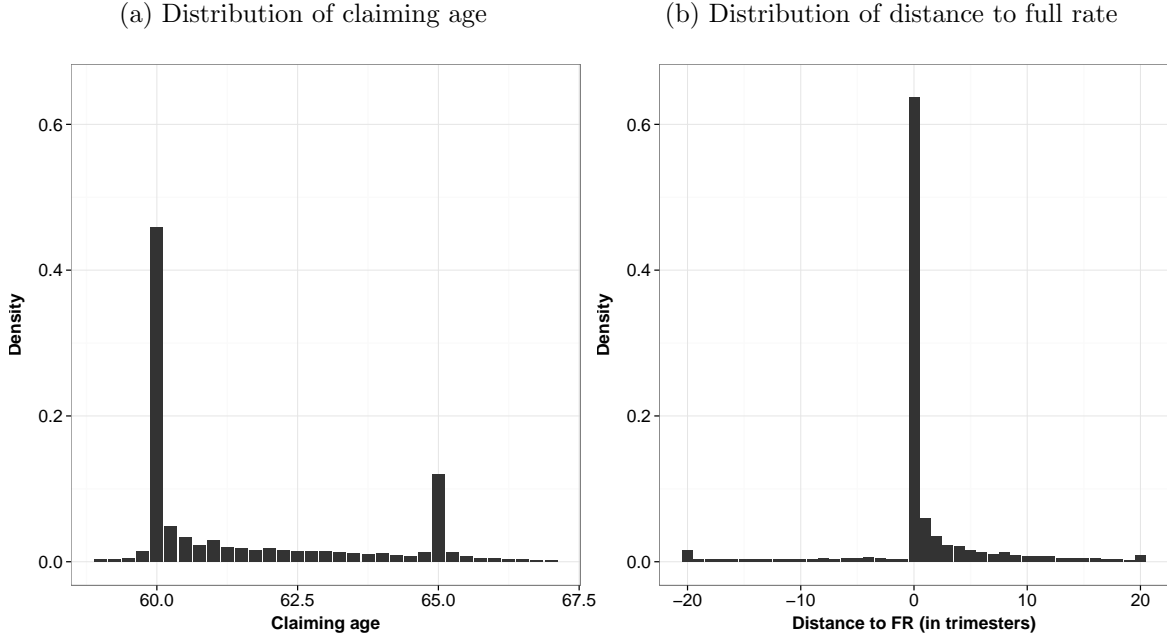 (a) Distribution of claiming age
0.6
0.4
0.2
0.0
Density
60.0 62.5 65.0 67.5
Claiming age
(b) Distribution of distance to full rate
0.6
0.4
0.2
0.0
Density
−20 −10 0 10 20
Distance to FR (in trimesters)